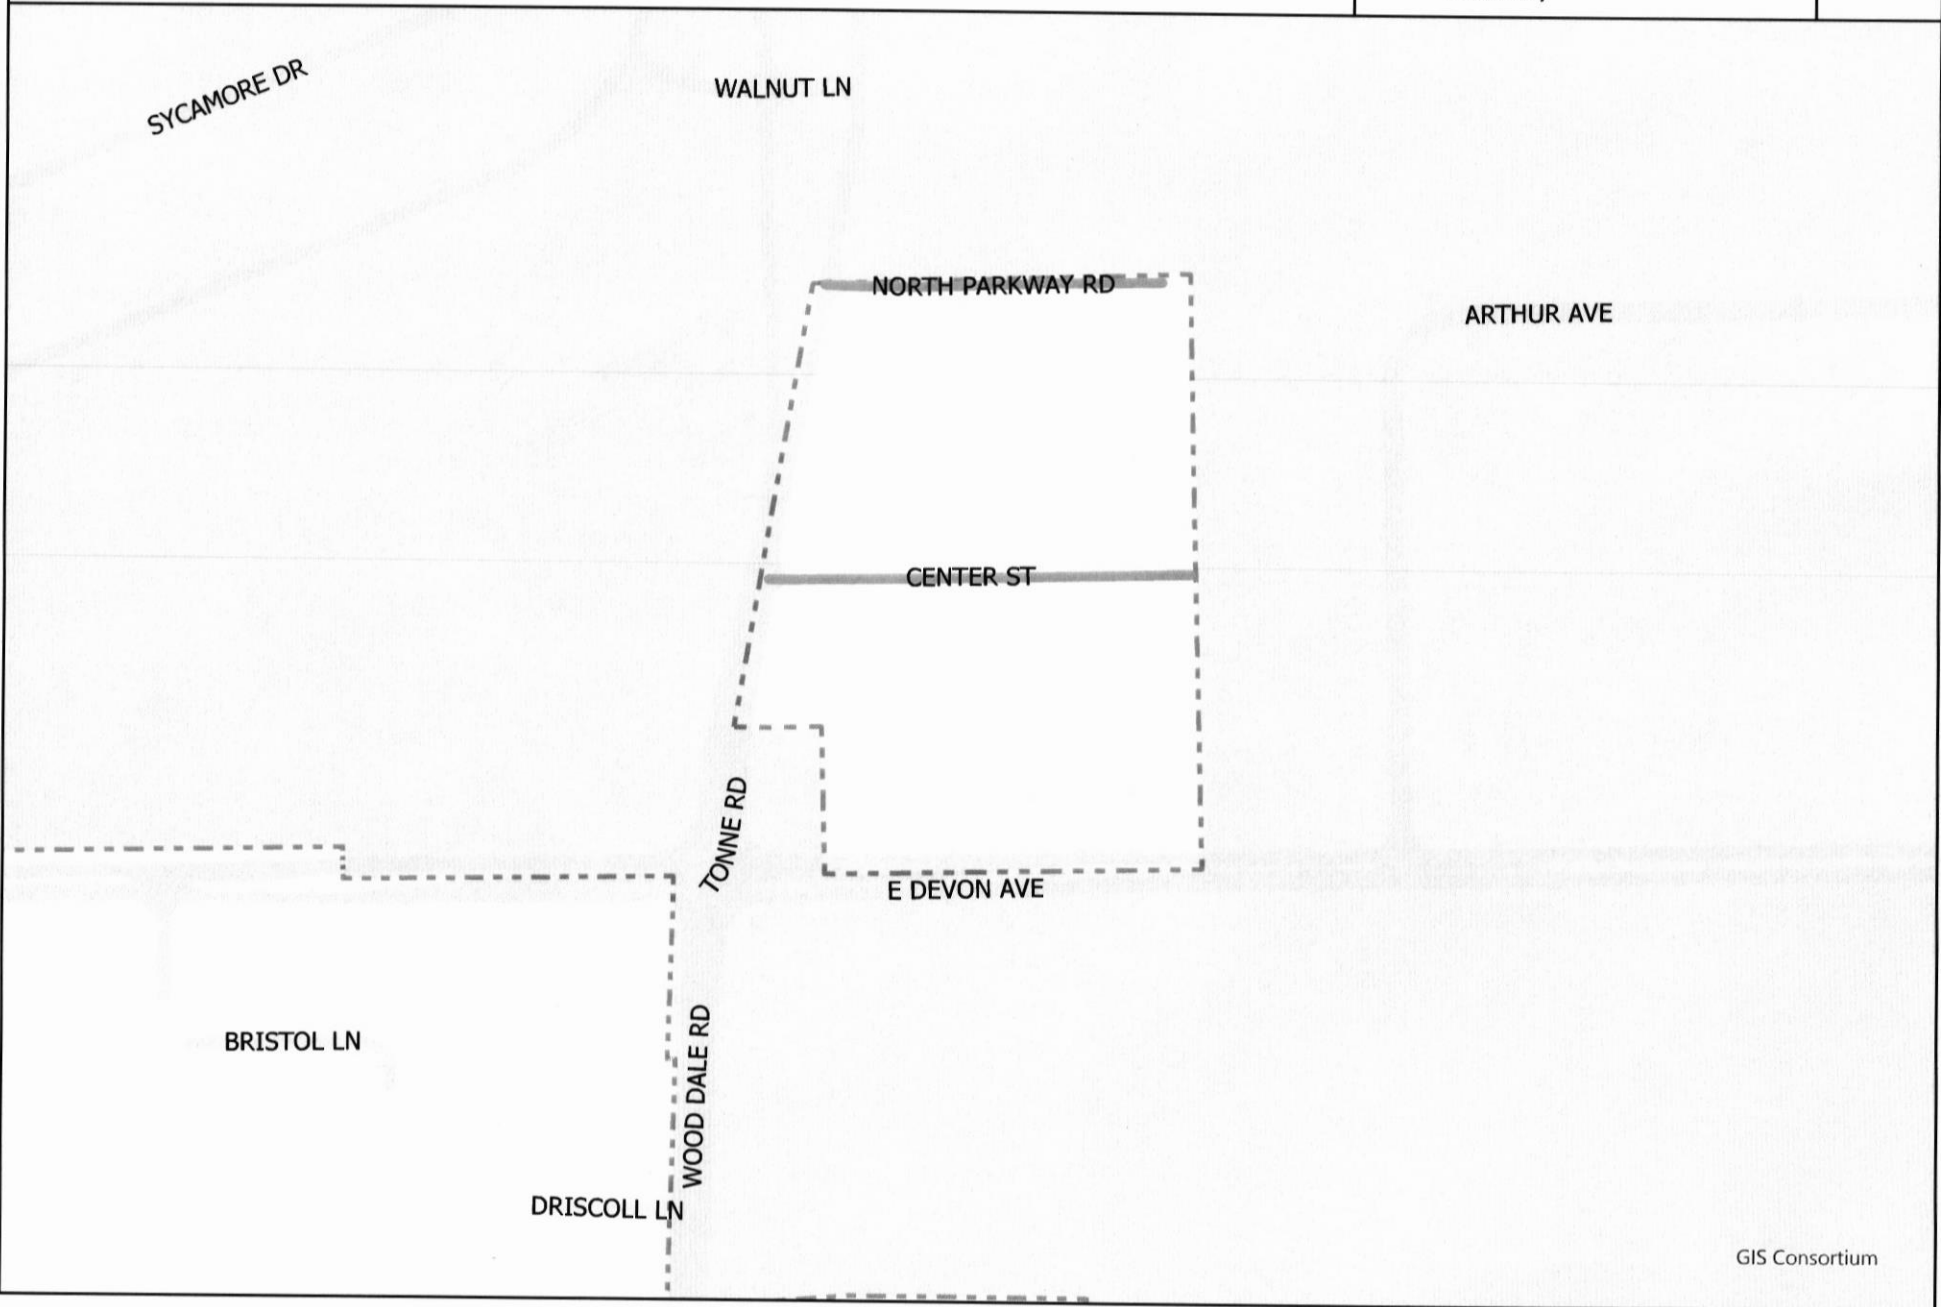 SYCAMORE DR
WALNUT LN
NORTH PARKWAY RD
ARTHUR AVE
CENTER ST
TONNE RD
E DEVON AVE
BRISTOL LN
WOOD DALE RD
DRISCOLL LN
GIS Consortium